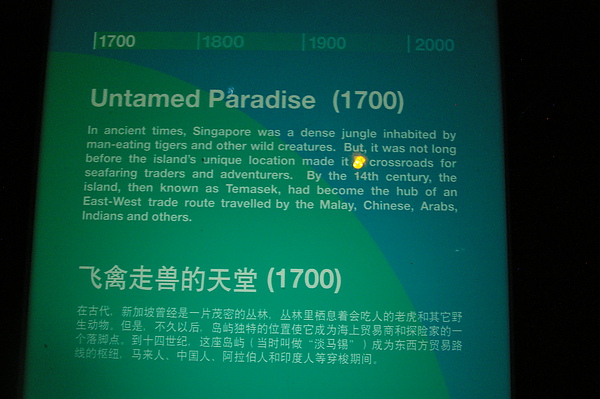 1700 1800 1900 2000
Untamed Paradise (1700)
In ancient times, Singapore was a dense jungle inhabited by
man-eating tigers and other wild creatures. But, it was not long
before the island's unique location made it crossroads for
seafaring traders and adventurers. By the 14th century, the
island, then known as Temasek, had become the hub of an
East-West trade route travelled by the Malay, Chinese, Arabs,
Indians and others.
飞禽走兽的天堂 (1700)
在古代，新加坡曾经是一片茂密的丛林，丛林里栖息着会吃人的老虎和其它野
生动物。但是，不久以后，岛屿独特的位置使它成为海上贸易商和探险家的一
个落脚点。到十四世纪，这座岛屿（当时叫做“淡马锡”）成为东西方贸易路
线的枢纽，马来人、中国人、阿拉伯人和印度人等穿梭期间。